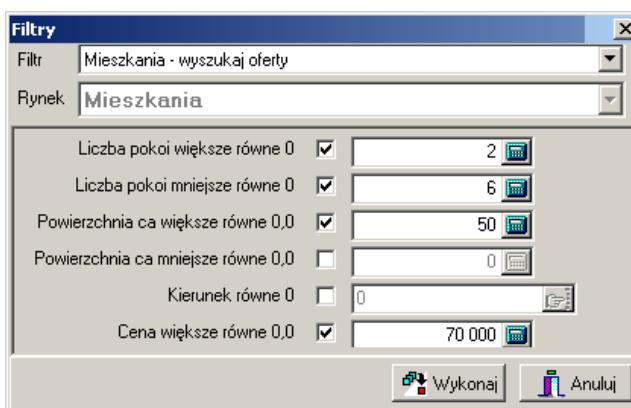 Filtry
Filtr Mieszkania - wyszukaj oferty
Rynek Mieszkania
Liczba pokoi większe równe 0 2
Liczba pokoi mniejsze równe 0 6
Powierzchnia ca większe równe 0,0 50
Powierzchnia ca mniejsze równe 0,0 0
Kierunek równe 0 0
Cena większe równe 0,0 70 000
Wykonaj Anuluj